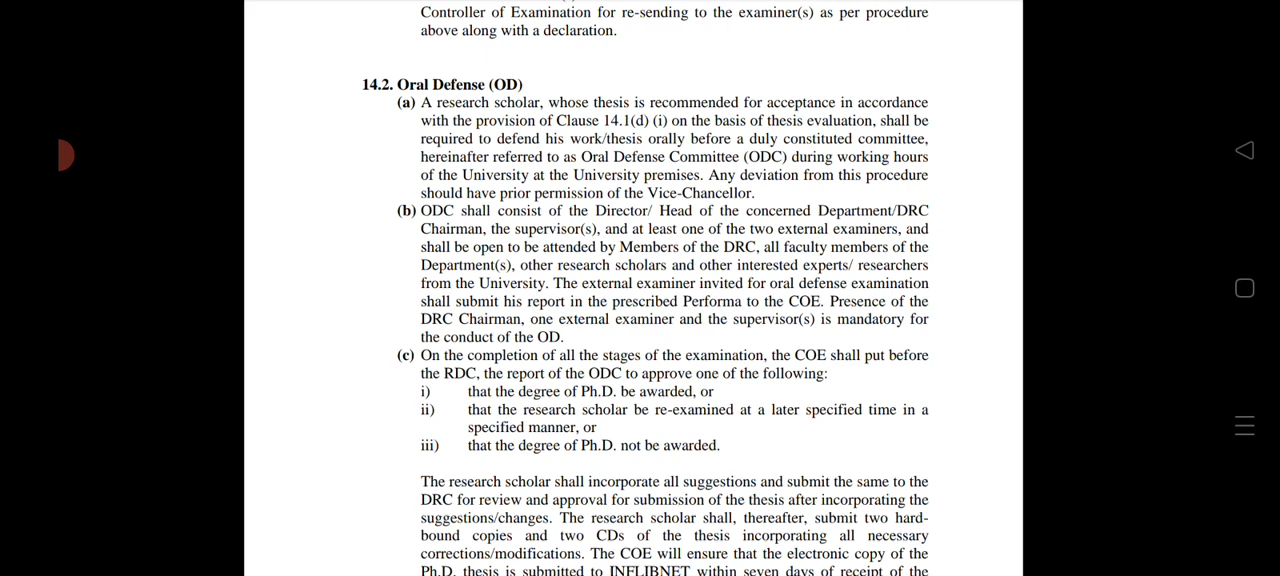 Controller of Examination for re-sending to the examiner(s) as per procedure
above along with a declaration.
14.2. Oral Defense (OD)
(a) A research scholar, whose thesis is recommended for acceptance in accordance
with the provision of Clause 14.1(d) (i) on the basis of thesis evaluation, shall be
required to defend his work/thesis orally before a duly constituted committee,
hereinafter referred to as Oral Defense Committee (ODC) during working hours
of the University at the University premises. Any deviation from this procedure
should have prior permission of the Vice-Chancellor.
(b) ODC shall consist of the Director/ Head of the concerned Department/DRC
Chairman, the supervisor(s), and at least one of the two external examiners, and
shall be open to be attended by Members of the DRC, all faculty members of the
Department(s), other research scholars and other interested experts/ researchers
from the University. The external examiner invited for oral defense examination
shall submit his report in the prescribed Performa to the COE. Presence of the
DRC Chairman, one external examiner and the supervisor(s) is mandatory for
the conduct of the OD.
(c) On the completion of all the stages of the examination, the COE shall put before
the RDC, the report of the ODC to approve one of the following:
i) that the degree of Ph.D. be awarded, or
ii) that the research scholar be re-examined at a later specified time in a
specified manner, or
iii) that the degree of Ph.D. not be awarded.
The research scholar shall incorporate all suggestions and submit the same to the
DRC for review and approval for submission of the thesis after incorporating the
suggestions/changes. The research scholar shall, thereafter, submit two hard-
bound copies and two CDs of the thesis incorporating all necessary
corrections/modifications. The COE will ensure that the electronic copy of the
Ph.D. thesis is submitted to INFLIBNET within seven days of receipt of the